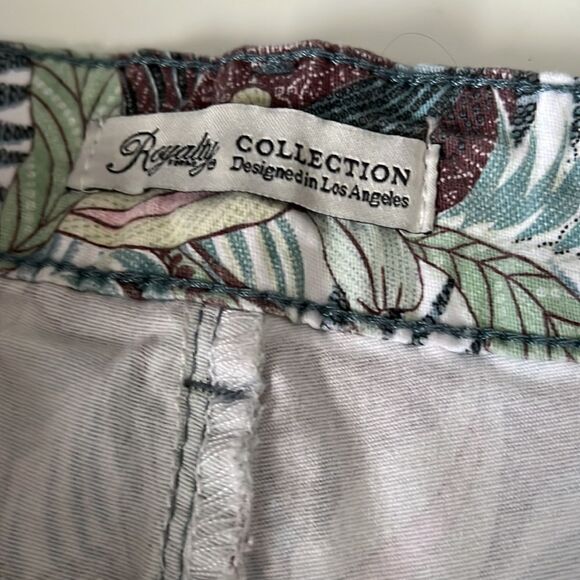 Royalty COLLECTION
Designed in Los Angeles